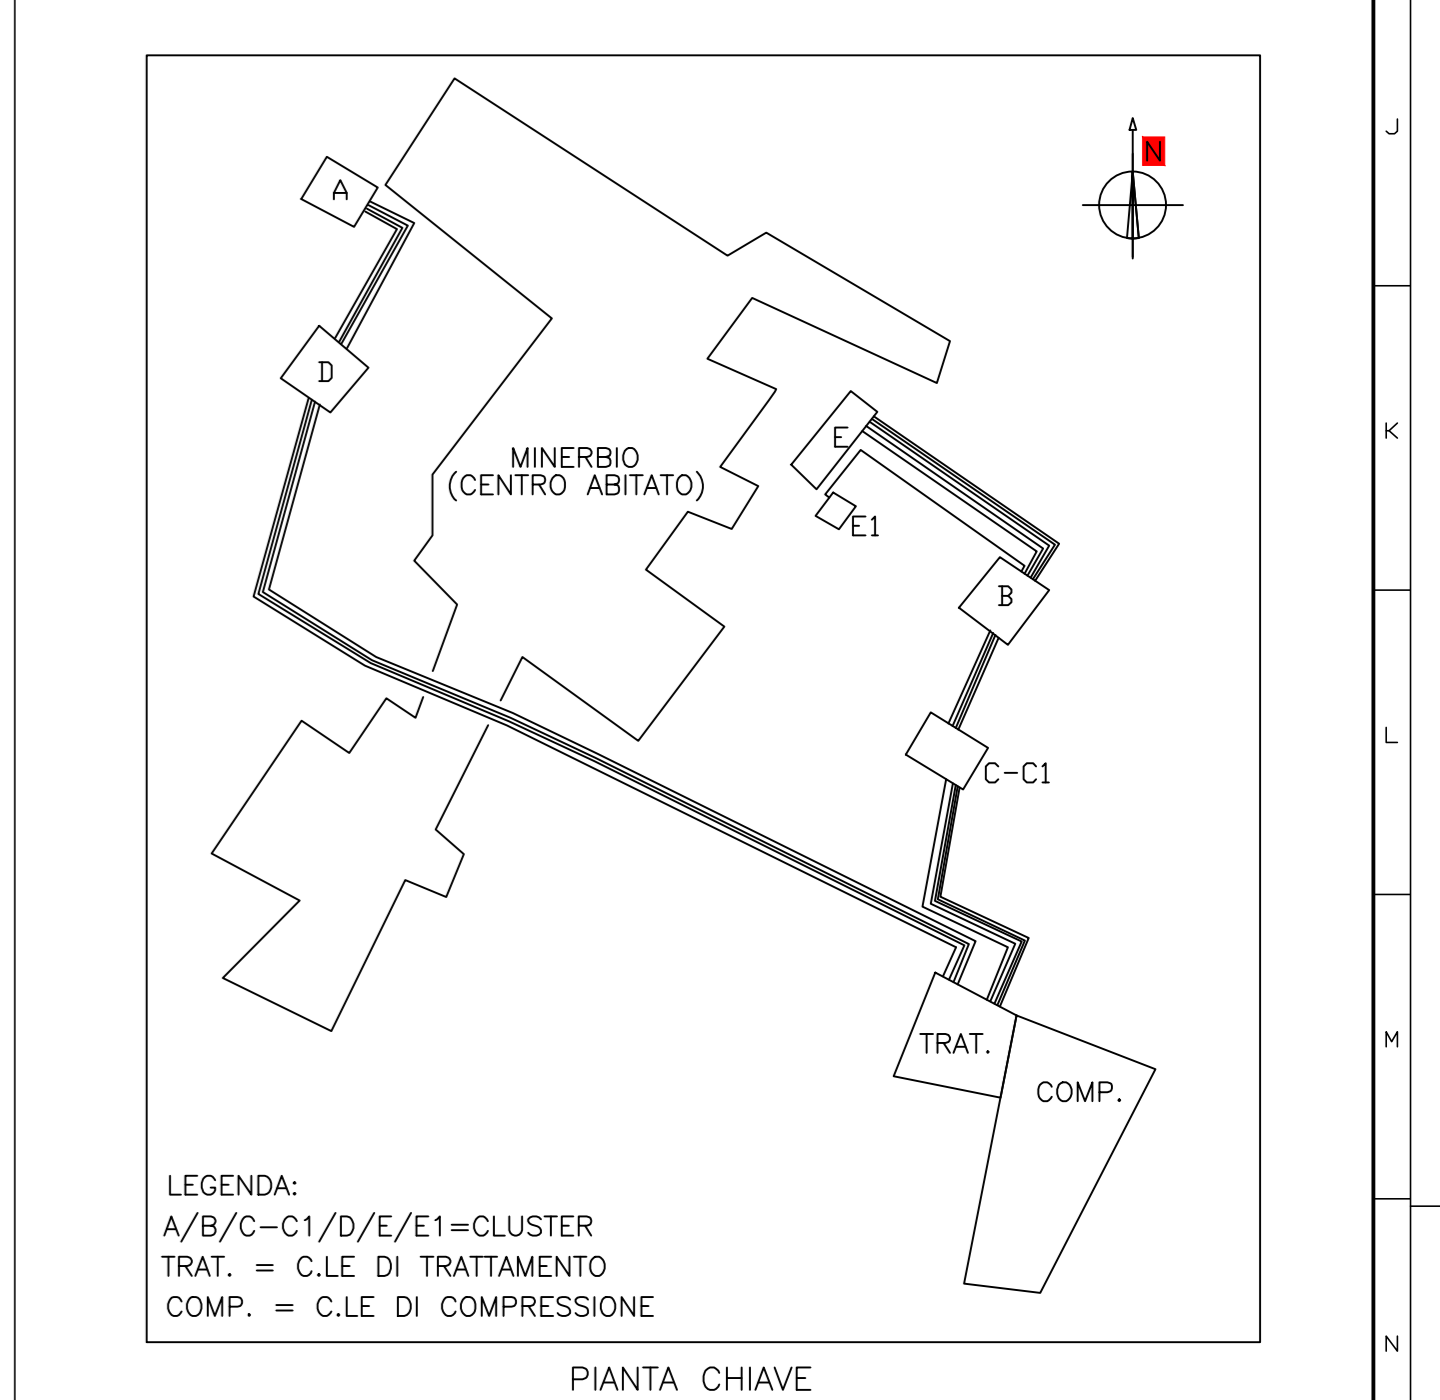 J
N
A
D
K
E
MINERBIO
(CENTRO ABITATO)
E1
B
L
C-C1
M
TRAT.
COMP.
LEGENDA:
A/B/C-C1/D/E/E1=CLUSTER
TRAT. = C.LE DI TRATTAMENTO
COMP. = C.LE DI COMPRESSIONE
N
PIANTA CHIAVE